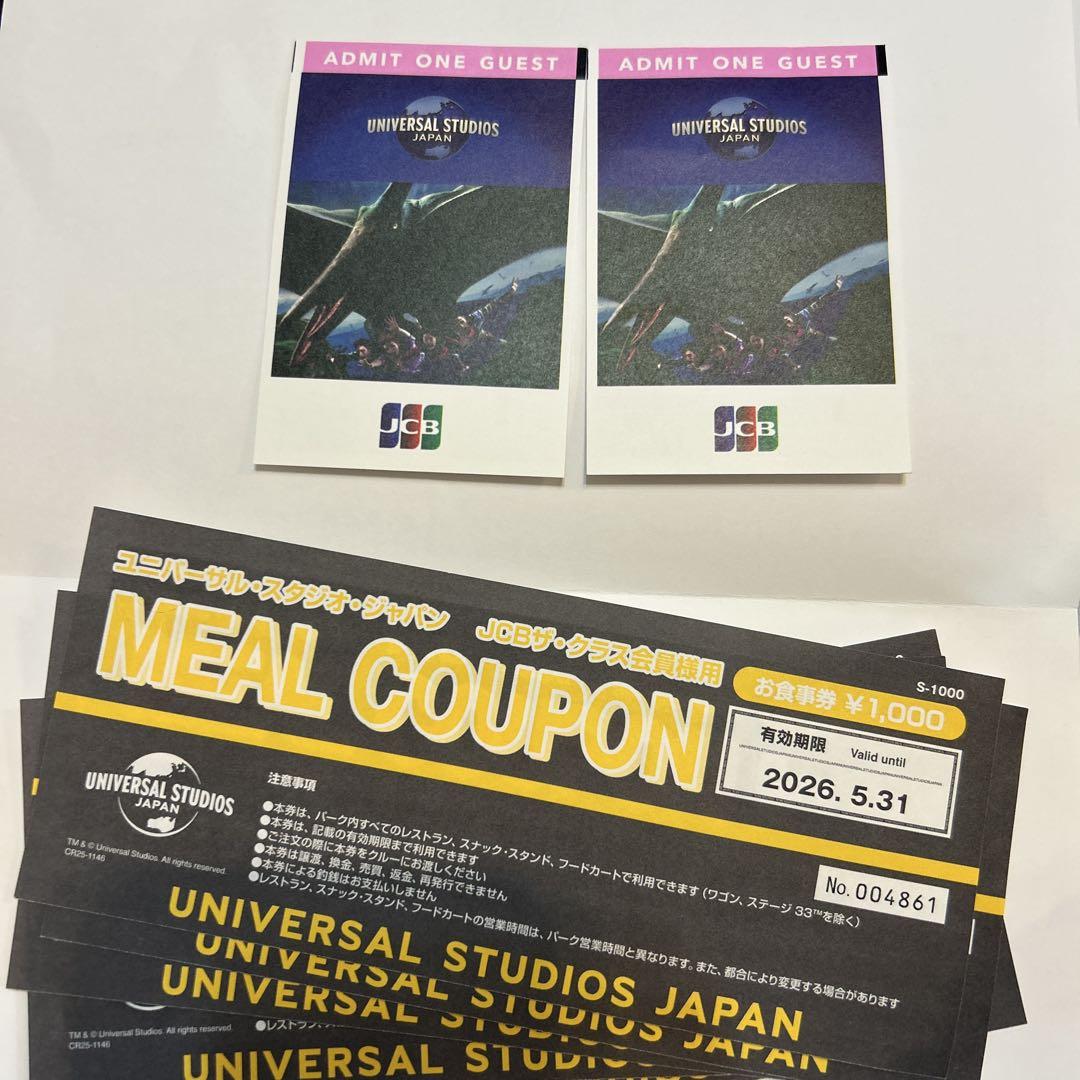 ADMIT ONE GUEST
UNIVERSAL STUDIOS
JAPAN
JCB
ADMIT ONE GUEST
UNIVERSAL STUDIOS
JAPAN
JCB
ユニバーサル・スタジオ・ジャパン JCBザ・クラス会員様用
MEAL COUPON
S-1000
お食事券 ¥1,000
有効期限 Valid until
2026. 5.31
UNIVERSAL STUDIOS
JAPAN
TM & © Universal Studios. All rights reserved.
CR25-1146
注意事項
●本券は、パーク内すべてのレストラン、スナック・スタンド、フードカートで利用できます（ワゴン、ステージ 33™を除く）
●本券は、記載の有効期限まで利用できます
●ご注文の際に本券をクルーにお渡しください
●本券は譲渡、換金、売買、返金、再発行できません
●本券による釣銭はお支払いしません
●レストラン、スナック・スタンド、フードカートの営業時間は、パーク営業時間と異なります。また、都合により変更する場合があります
No. 004861
UNIVERSAL STUDIOS JAPAN
UNIVERSAL STUDIOS
UNIVERSAL STUDIOS JAPAN
TM & © Universal Studios. All rights reserved.
CR25-1146
●レストラン、
UNIVERSAL STUDIOS